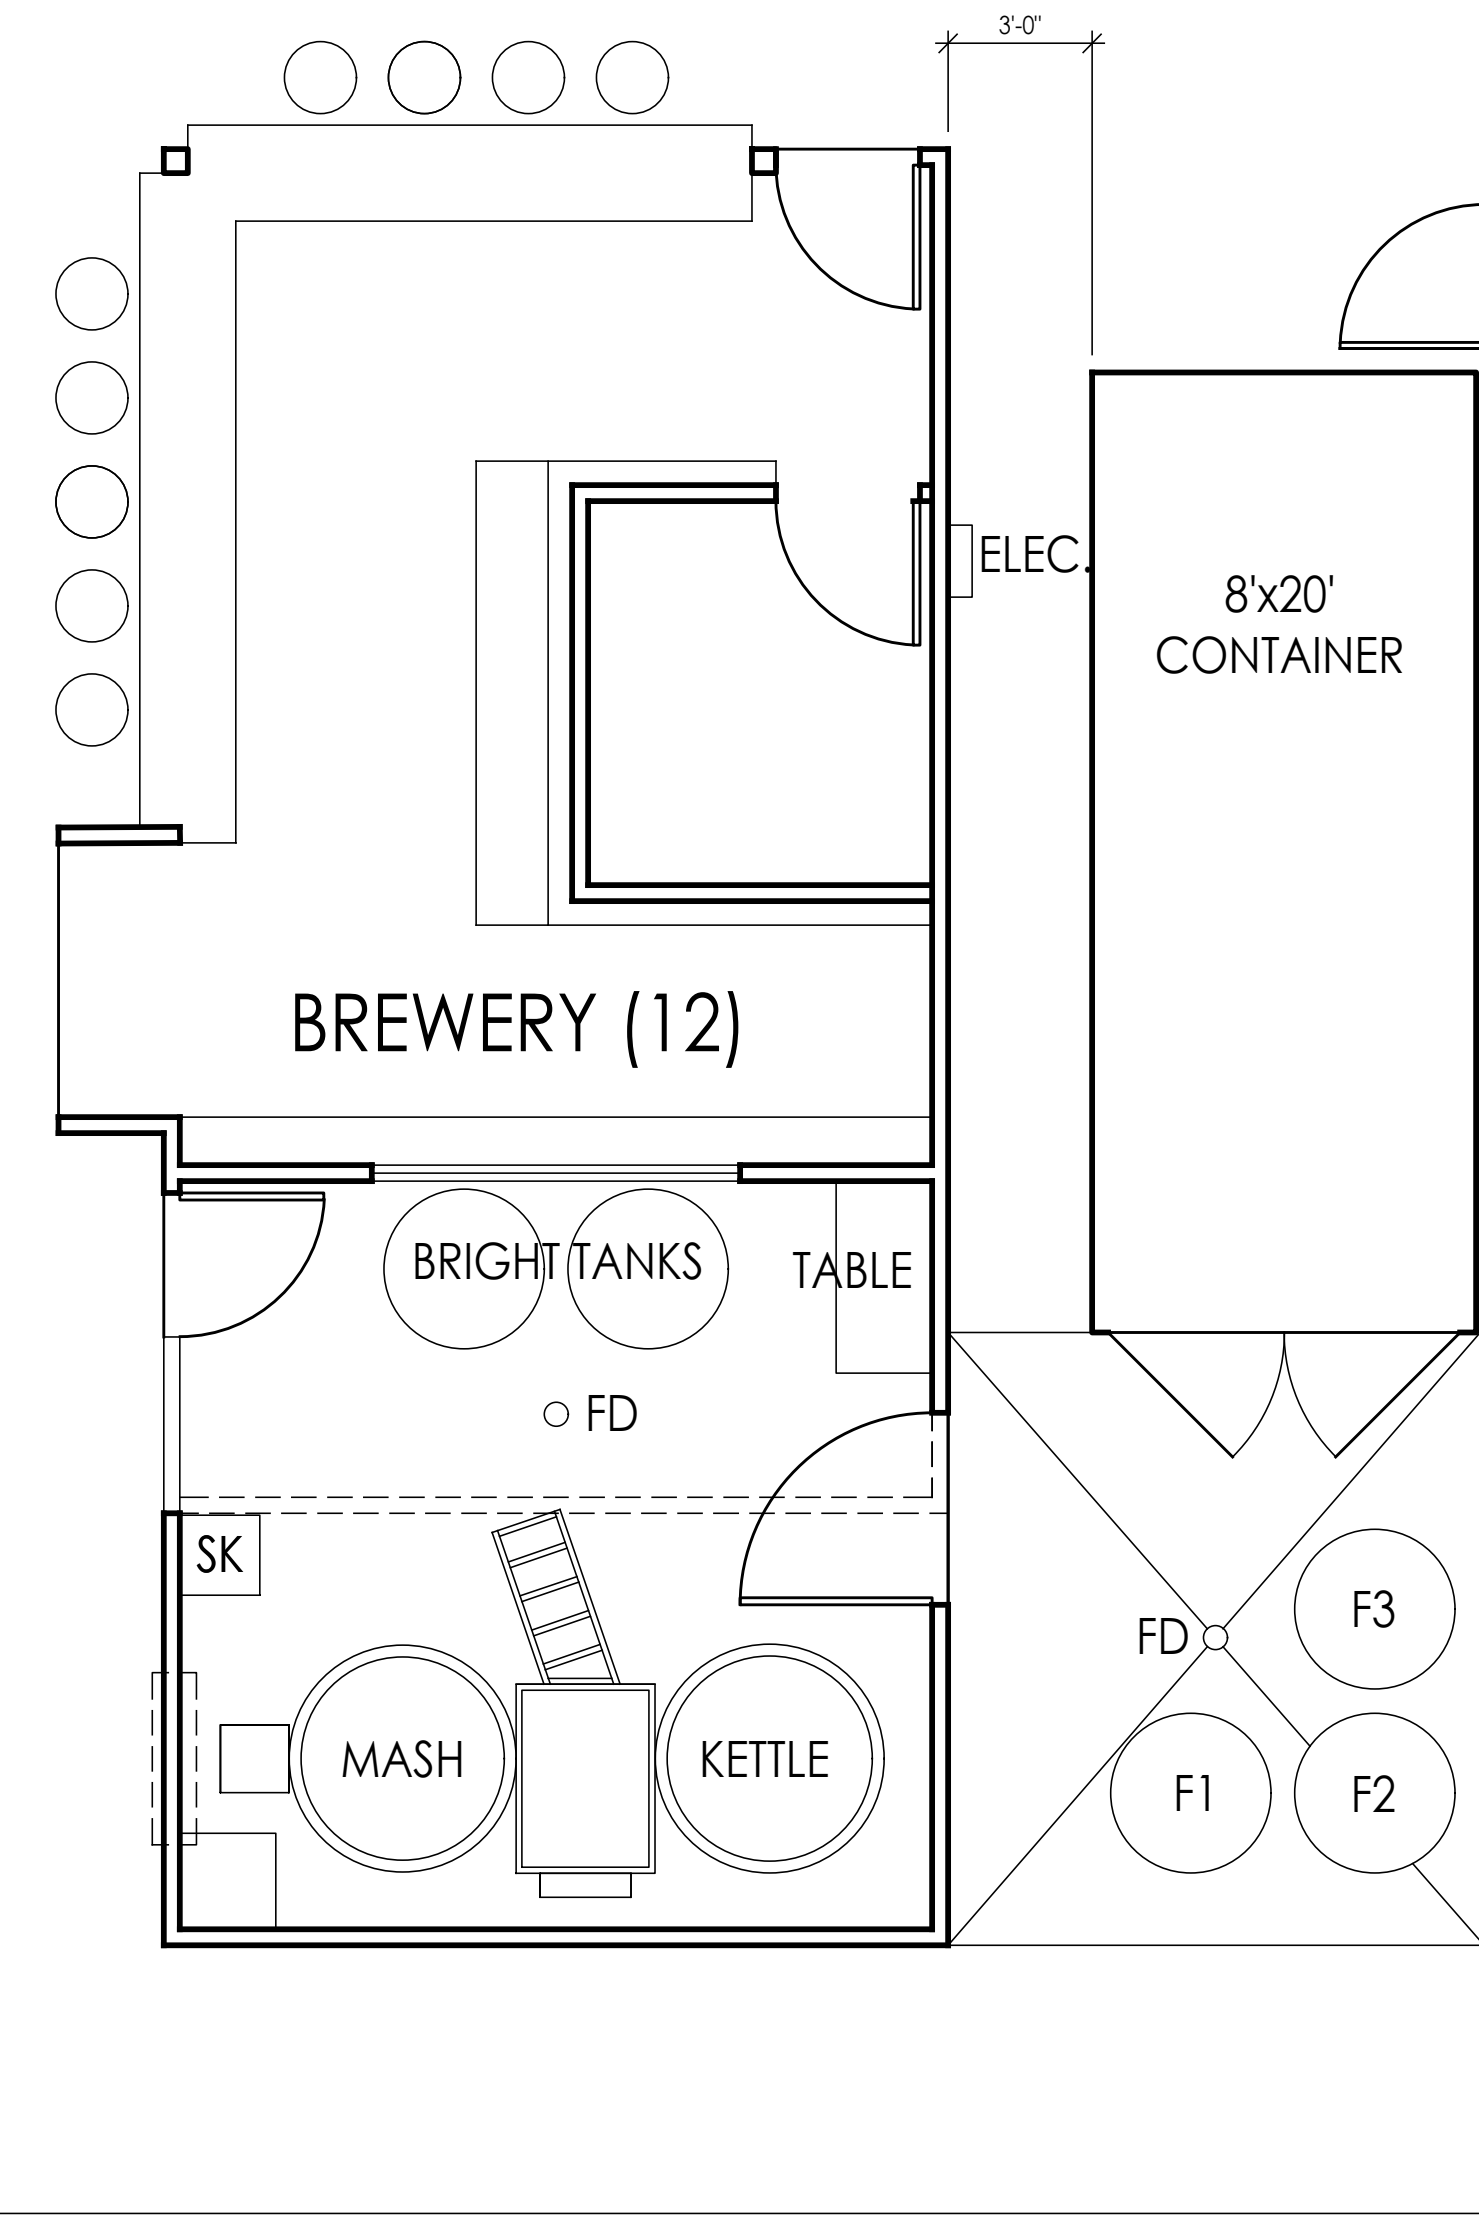 3'-0"
ELEC.
8'x20'
CONTAINER
BREWERY (12)
BRIGHT TANKS
TABLE
FD
SK
FD
F3
MASH
KETTLE
F1
F2